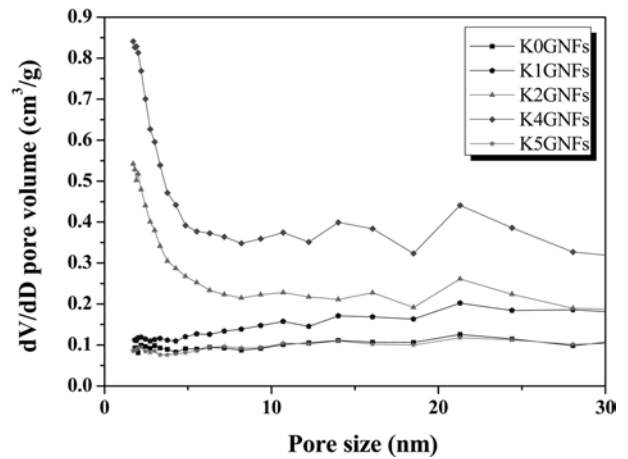 0.9
0.8
0.7
0.6
0.5
0.4
0.3
0.2
0.1
0.0
dV/dD pore volume (cm³/g)
K0GNFs
K1GNFs
K2GNFs
K4GNFs
K5GNFs
0 10 20 30
Pore size (nm)